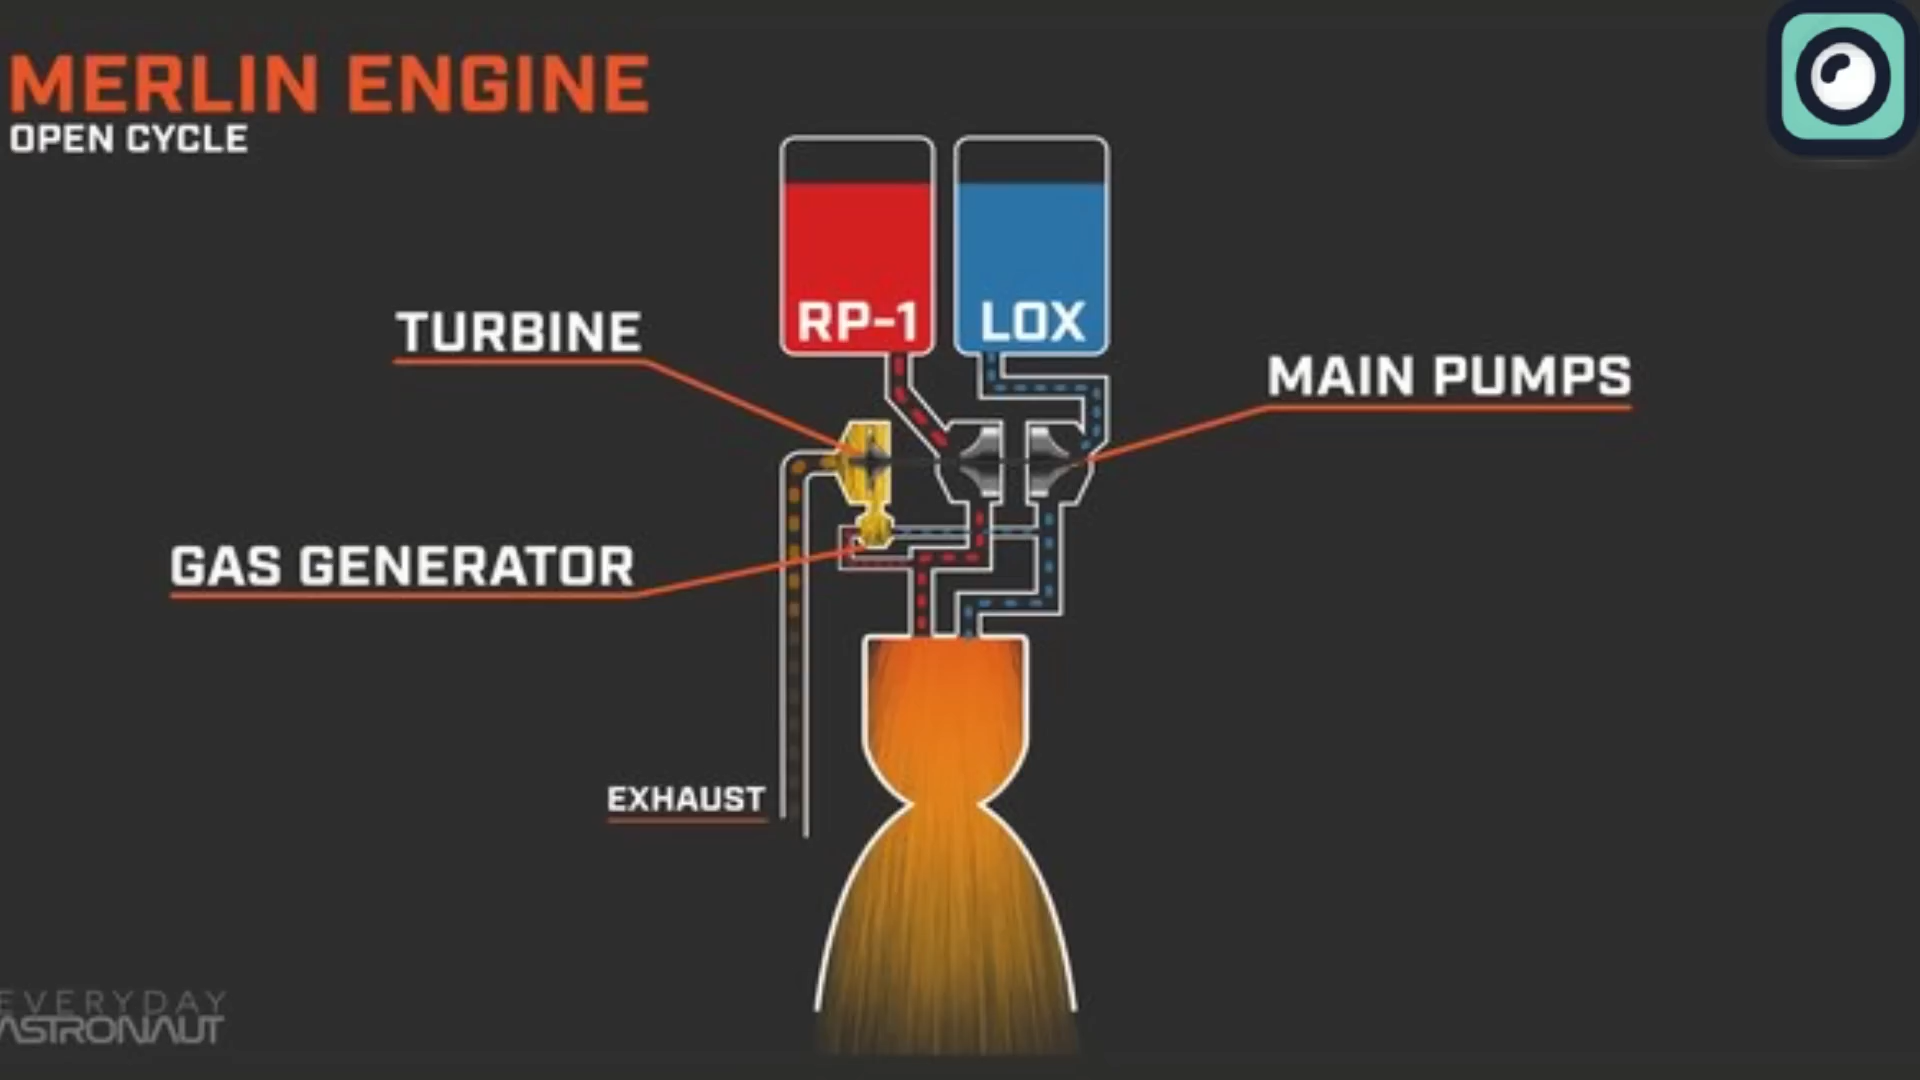 MERLIN ENGINE
OPEN CYCLE
RP-1
LOX
TURBINE
MAIN PUMPS
GAS GENERATOR
EXHAUST
EVERYDAY
ASTRONAUT